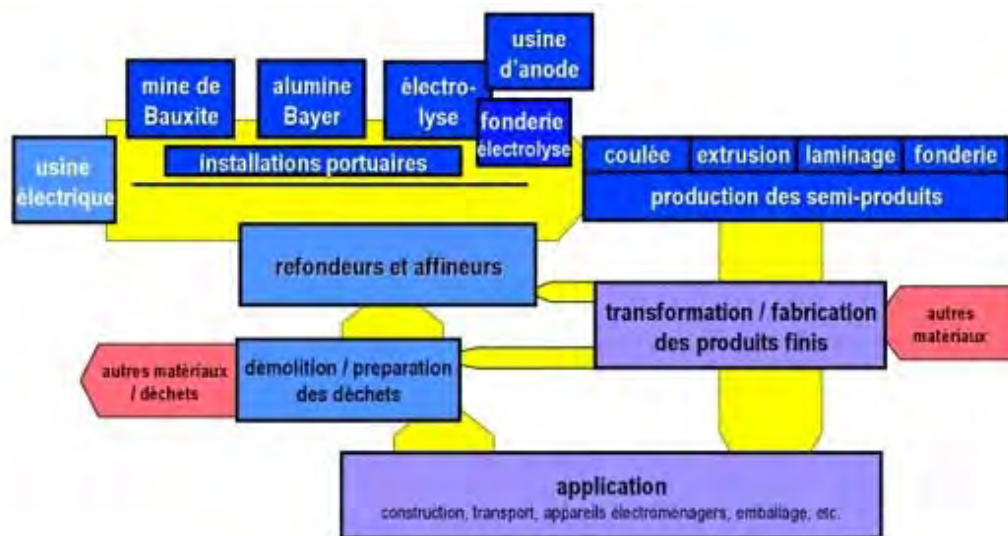 usine
d'anode
mine de
Bauxite
alumine
Bayer
électro-
lyse
fonderie
électrolyse
usine
électrique
installations portuaires
coulée
extrusion
laminage
fonderie
production des semi-produits
refondeurs et affineurs
transformation / fabrication
des produits finis
autres
matériaux
autres matériaux
/ déchets
démolition / preparation
des déchets
application
construction, transport, appareils électroménagers, emballage, etc.